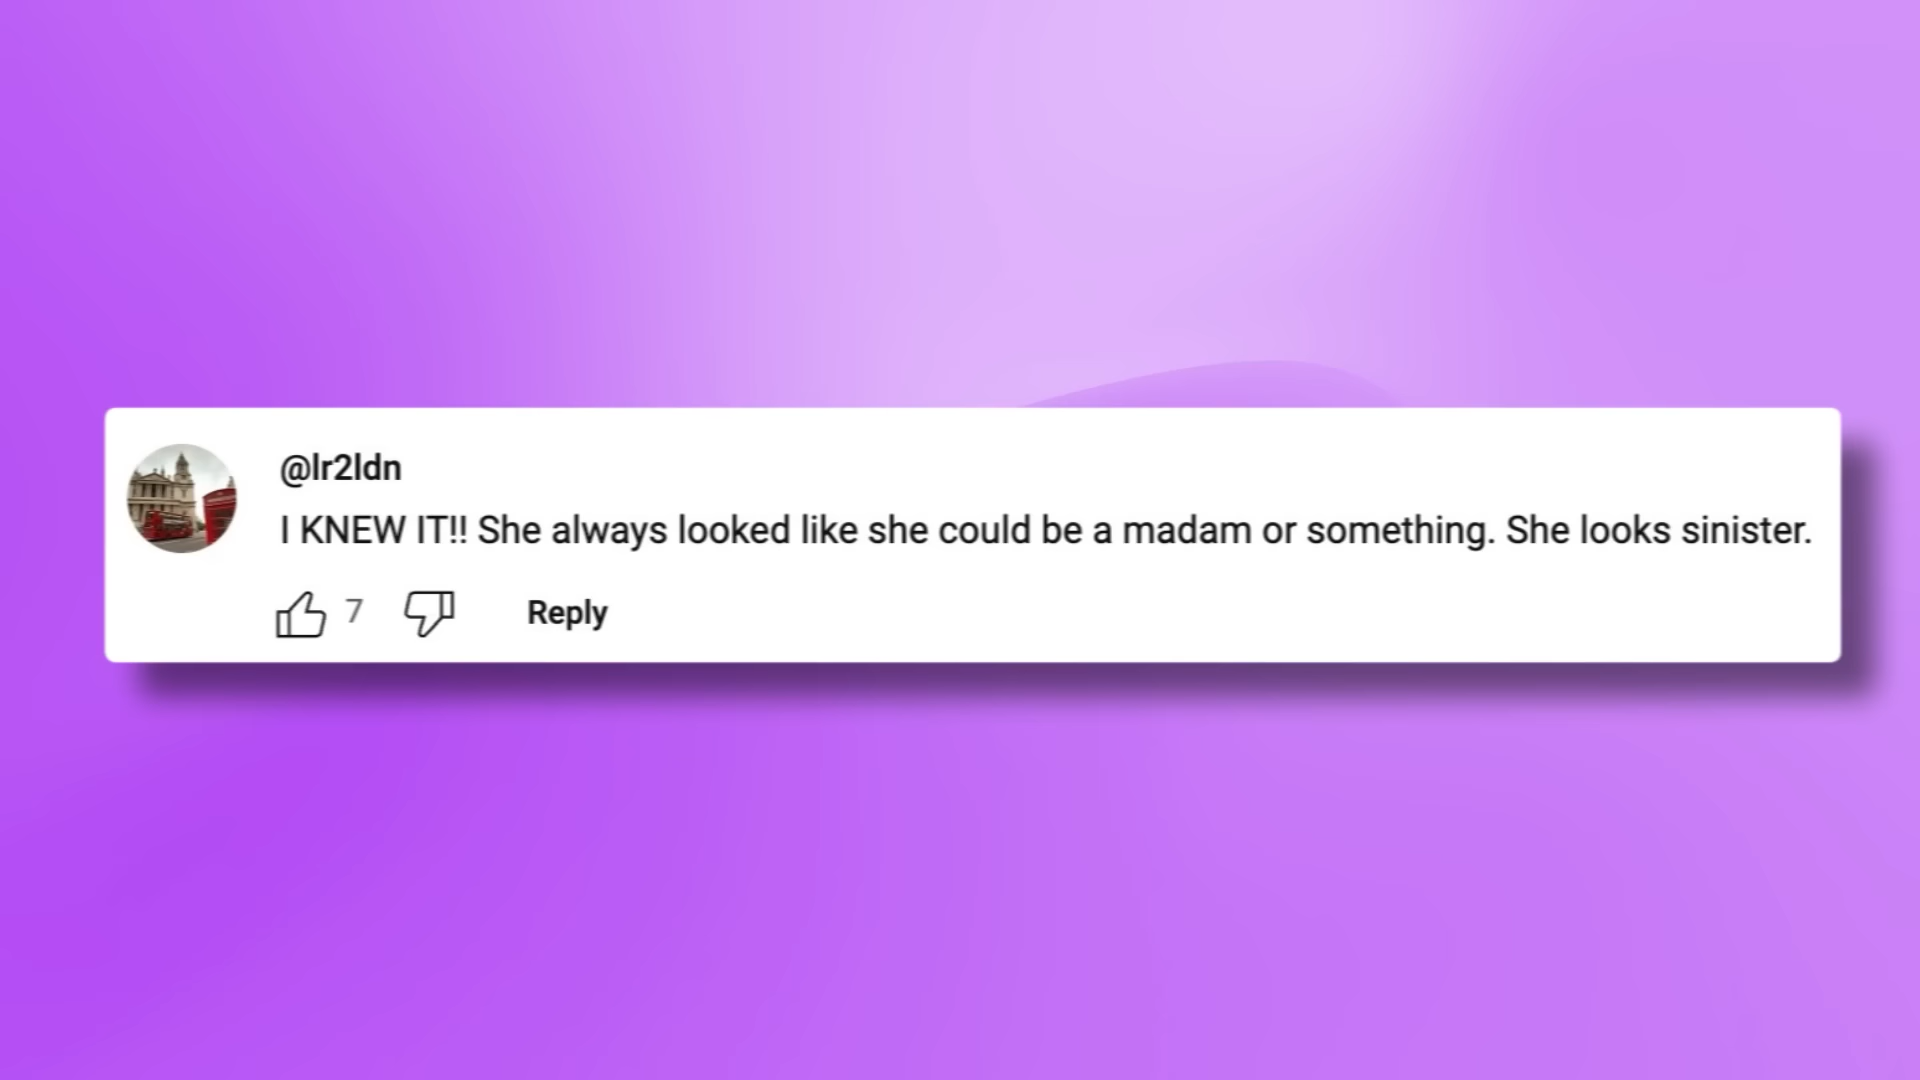 @lr2ldn
I KNEW IT!! She always looked like she could be a madam or something. She looks sinister.
7 Reply